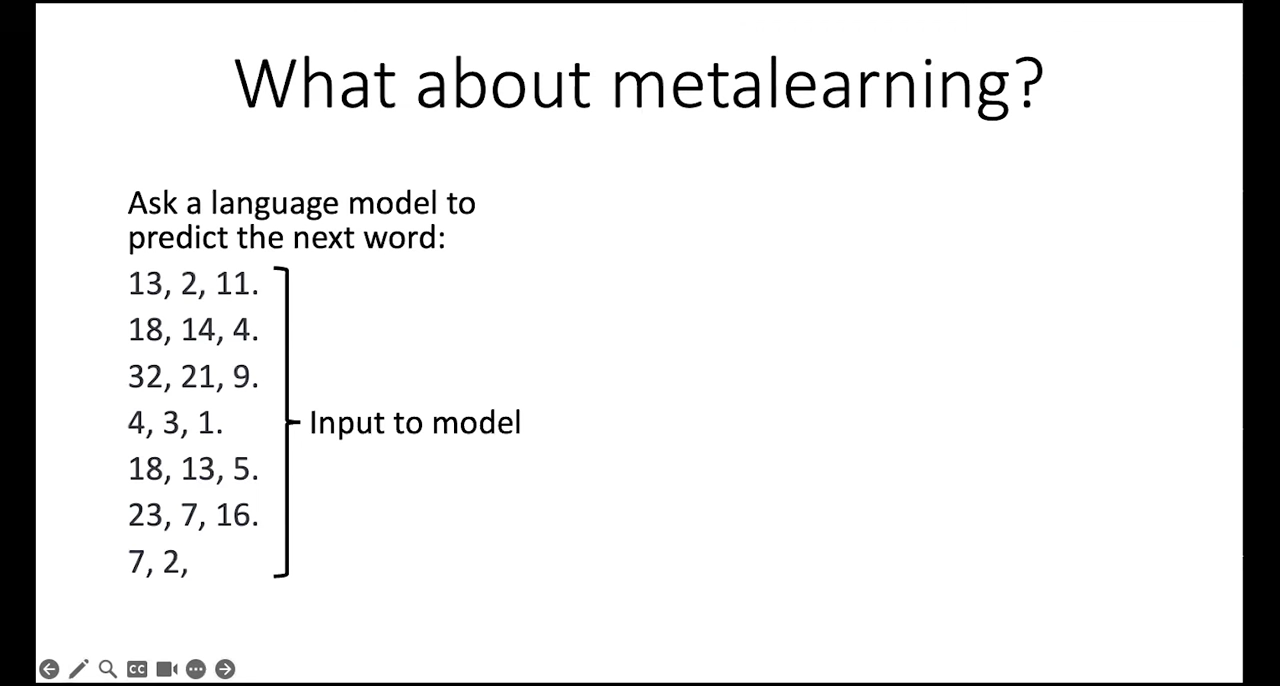 What about metalearning?
Ask a language model to
predict the next word:
13, 2, 11.
18, 14, 4.
32, 21, 9.
4, 3, 1.
Input to model
18, 13, 5.
23, 7, 16.
7, 2,
CC